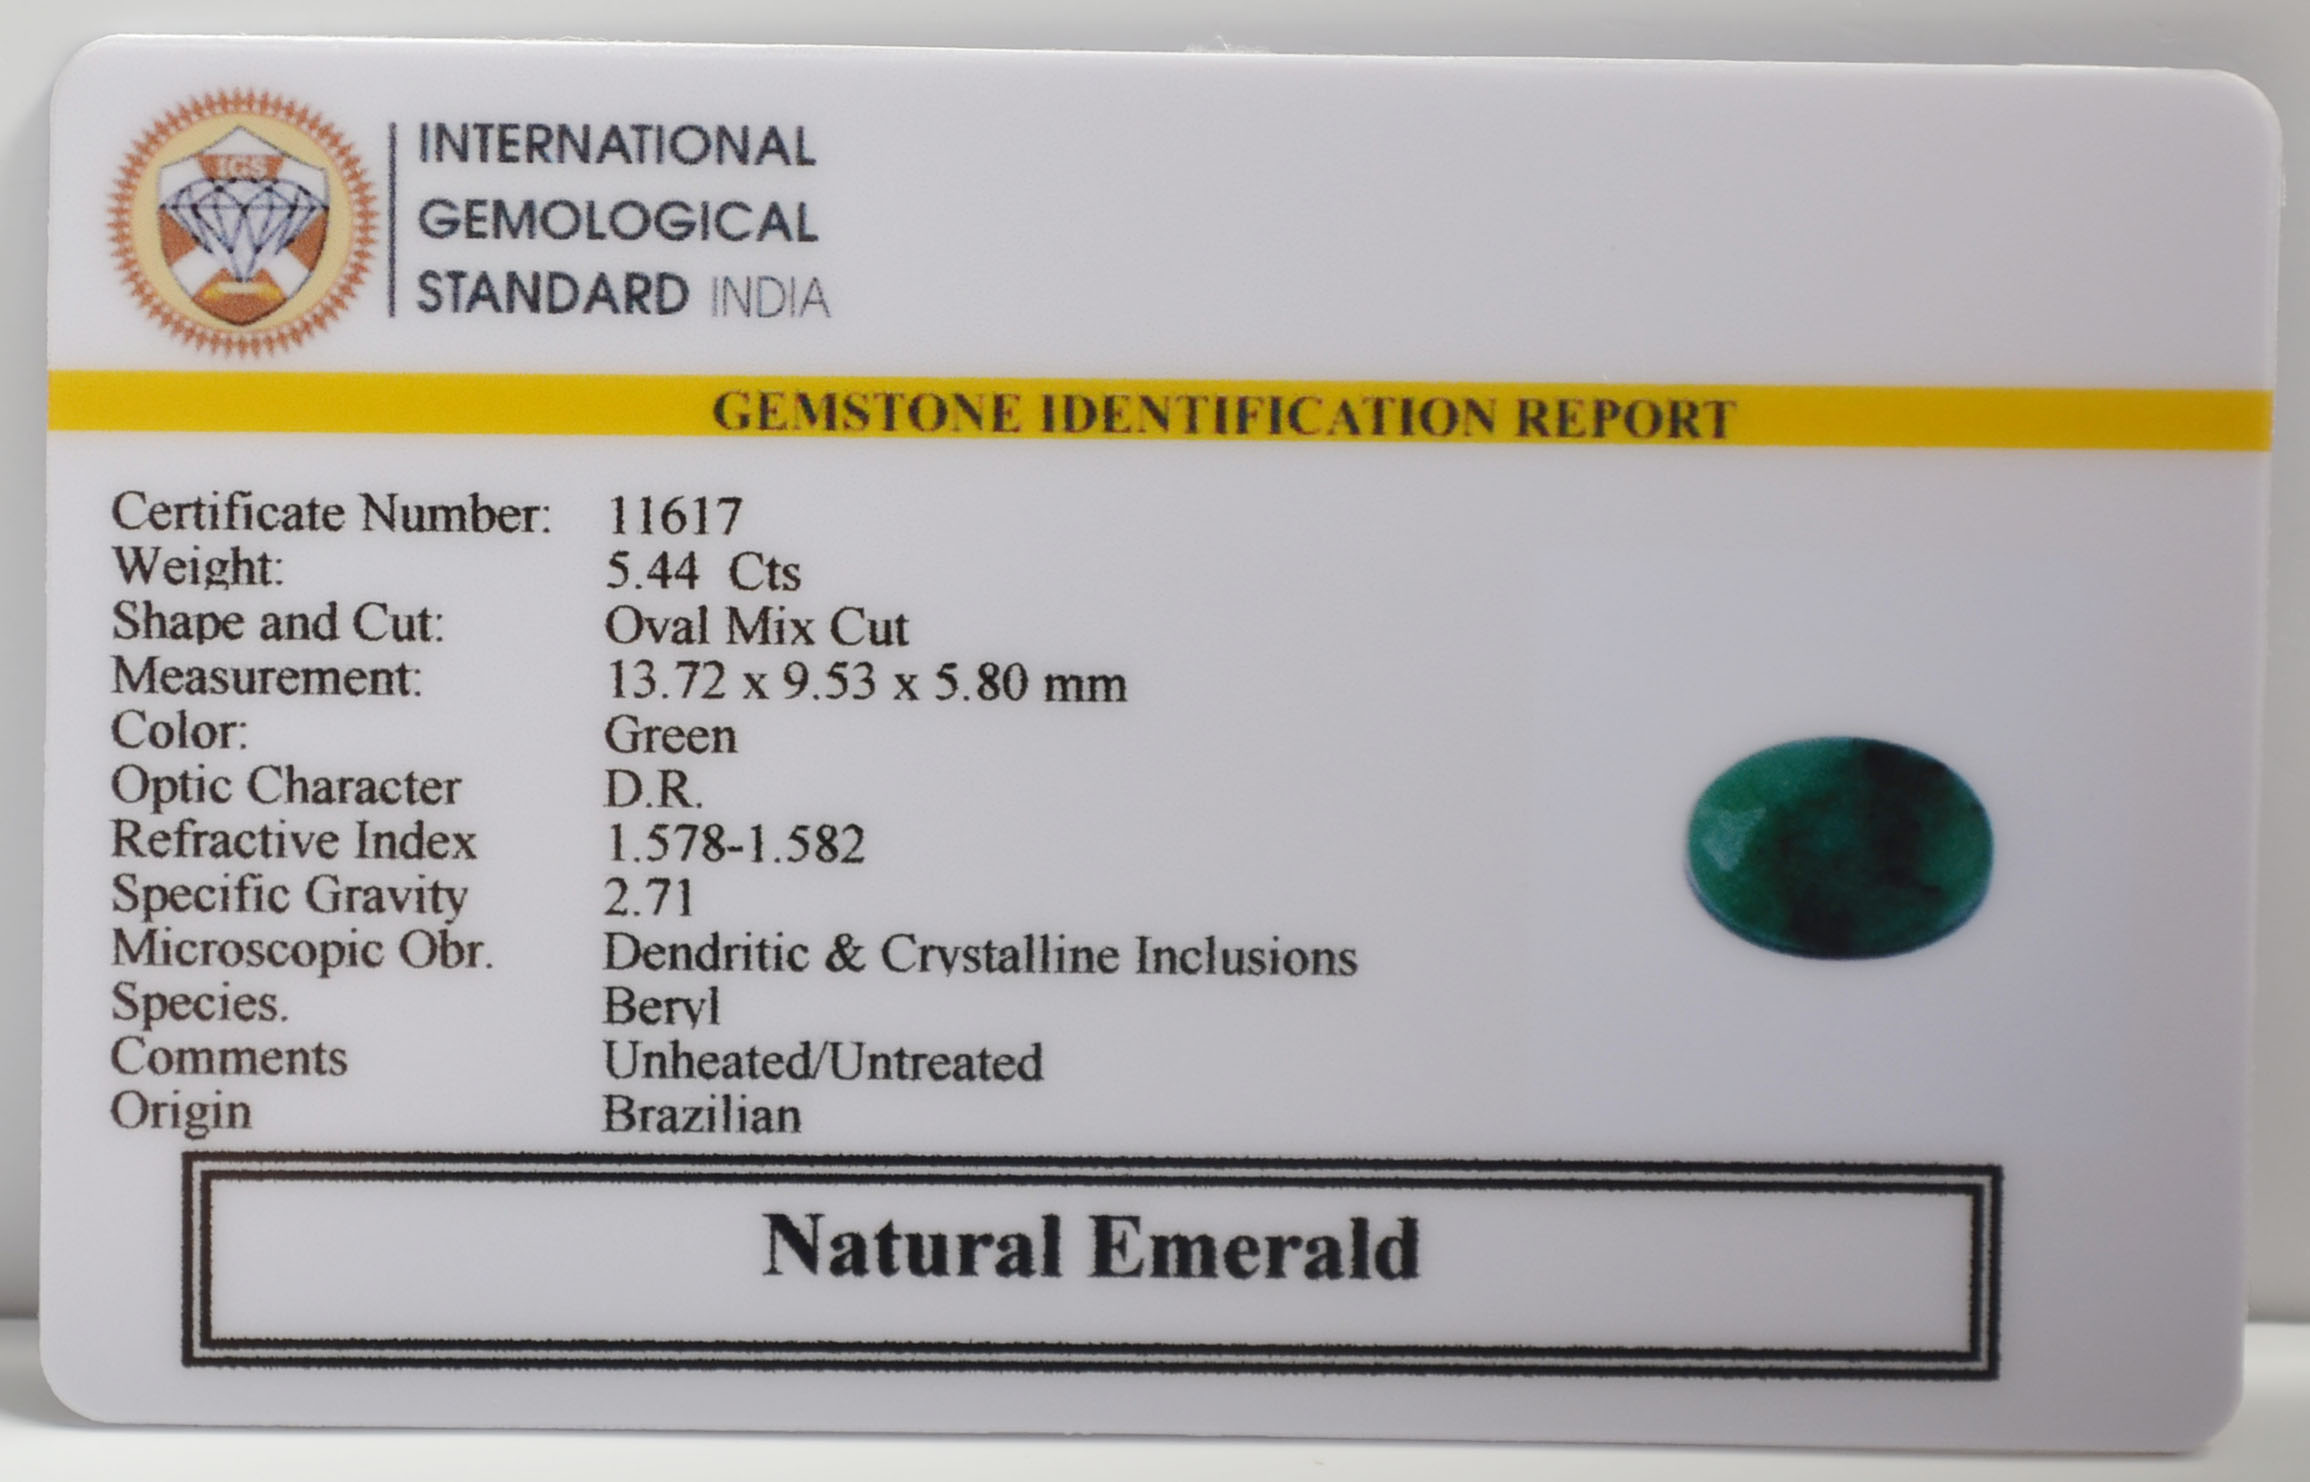 IGS
INTERNATIONAL
GEMOLOGICAL
STANDARD INDIA
GEMSTONE IDENTIFICATION REPORT
Certificate Number: 11617
Weight: 5.44 Cts
Shape and Cut: Oval Mix Cut
Measurement: 13.72 x 9.53 x 5.80 mm
Color: Green
Optic Character D.R.
Refractive Index 1.578-1.582
Specific Gravity 2.71
Microscopic Obr. Dendritic & Crystalline Inclusions
Species. Beryl
Comments Unheated/Untreated
Origin Brazilian
Natural Emerald